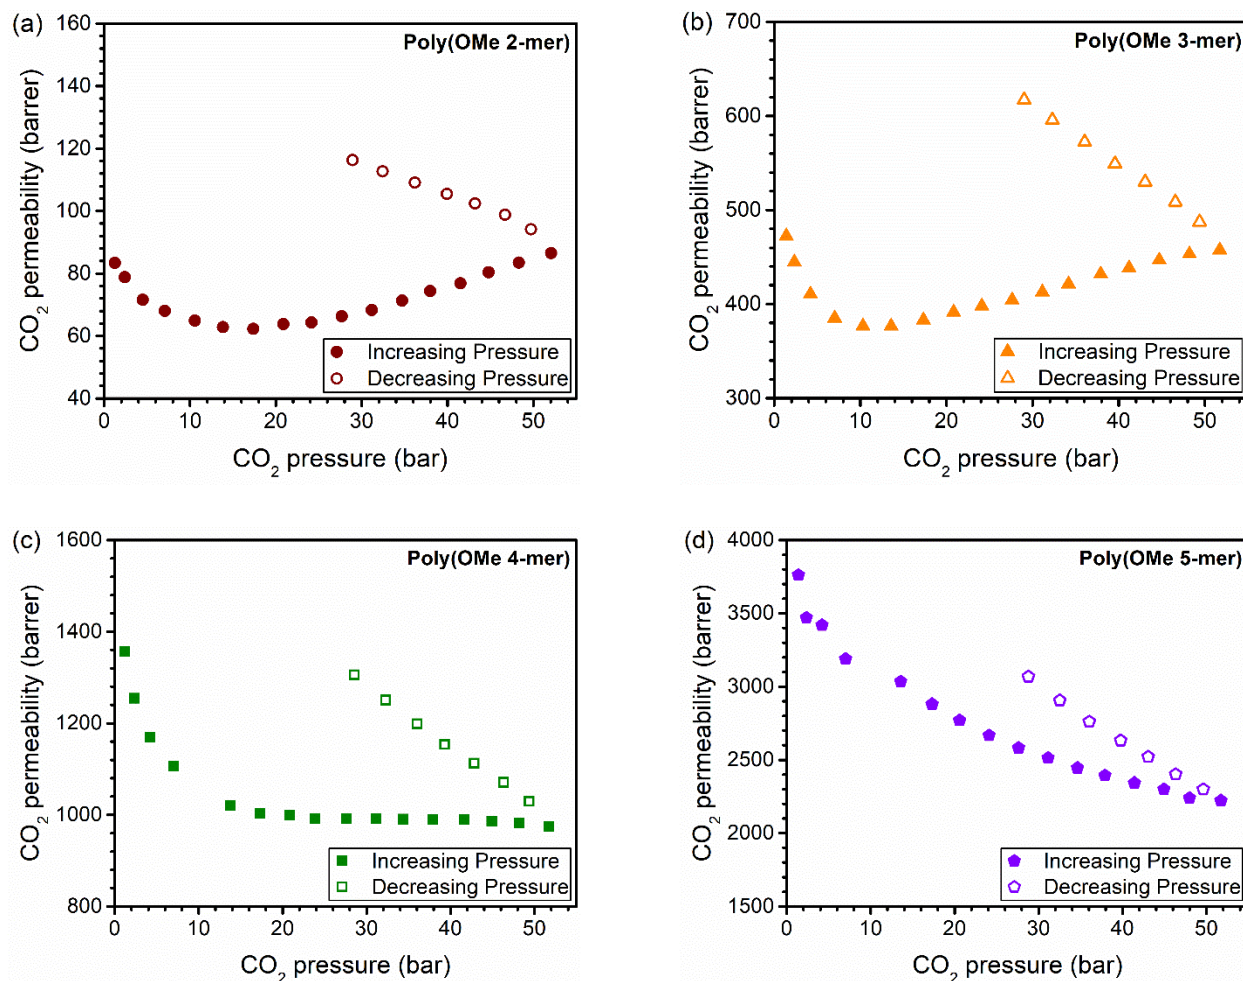 (a)
Poly(OMe 2-mer)
160
140
120
100
80
60
40
CO2 permeability (barrer)
Increasing Pressure
Decreasing Pressure
0 10 20 30 40 50
CO2 pressure (bar)
(b)
Poly(OMe 3-mer)
700
600
500
400
300
CO2 permeability (barrer)
Increasing Pressure
Decreasing Pressure
0 10 20 30 40 50
CO2 pressure (bar)
(c)
Poly(OMe 4-mer)
1600
1400
1200
1000
800
CO2 permeability (barrer)
Increasing Pressure
Decreasing Pressure
0 10 20 30 40 50
CO2 pressure (bar)
(d)
Poly(OMe 5-mer)
4000
3500
3000
2500
2000
1500
CO2 permeability (barrer)
Increasing Pressure
Decreasing Pressure
0 10 20 30 40 50
CO2 pressure (bar)